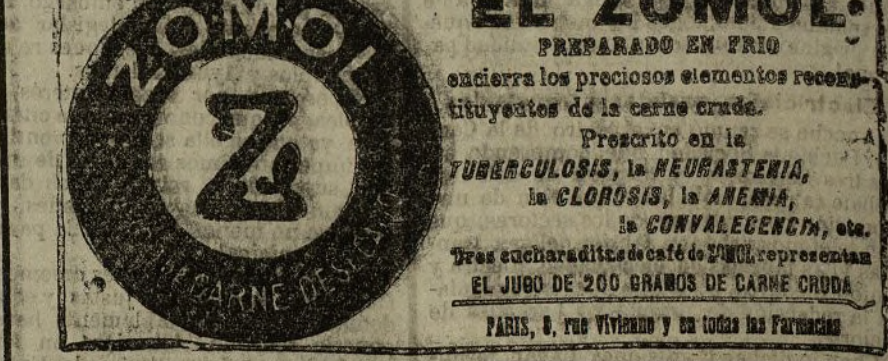 ZOMOL
Z
CARNE DESECADO
EL ZOMOL
PREPARADO EN FRIO
encierra los preciosos elementos recons-
tituyentes de la carne cruda.
Prescrito en la
TUBERCULOSIS, la NEURASTENIA,
la CLOROSIS, la ANEMIA,
la CONVALECENCIA, etc.
Tres cucharaditas de café de ZOMOL representan
EL JUGO DE 200 GRAMOS DE CARNE CRUDA
PARIS, 8, rue Vivienne y en todas las Farmacias